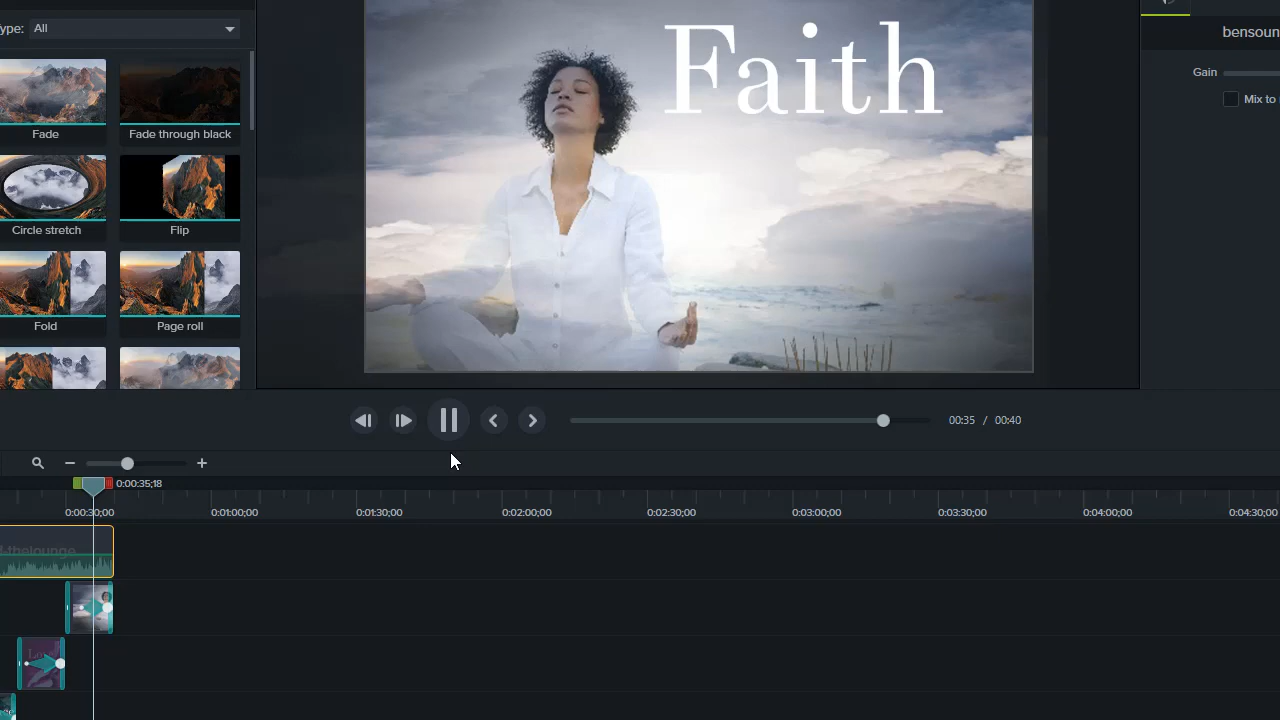 ype:
All
Fade
Fade through black
Circle stretch
Flip
Fold
Page roll
Faith
bensoun
Gain
Mix to
00:35 / 00:40
0:00:35;18
0:00:30;00
0:01:00;00
0:01:30;00
0:02:00;00
0:02:30;00
0:03:00;00
0:03:30;00
0:04:00;00
0:04:30;00
thelounge